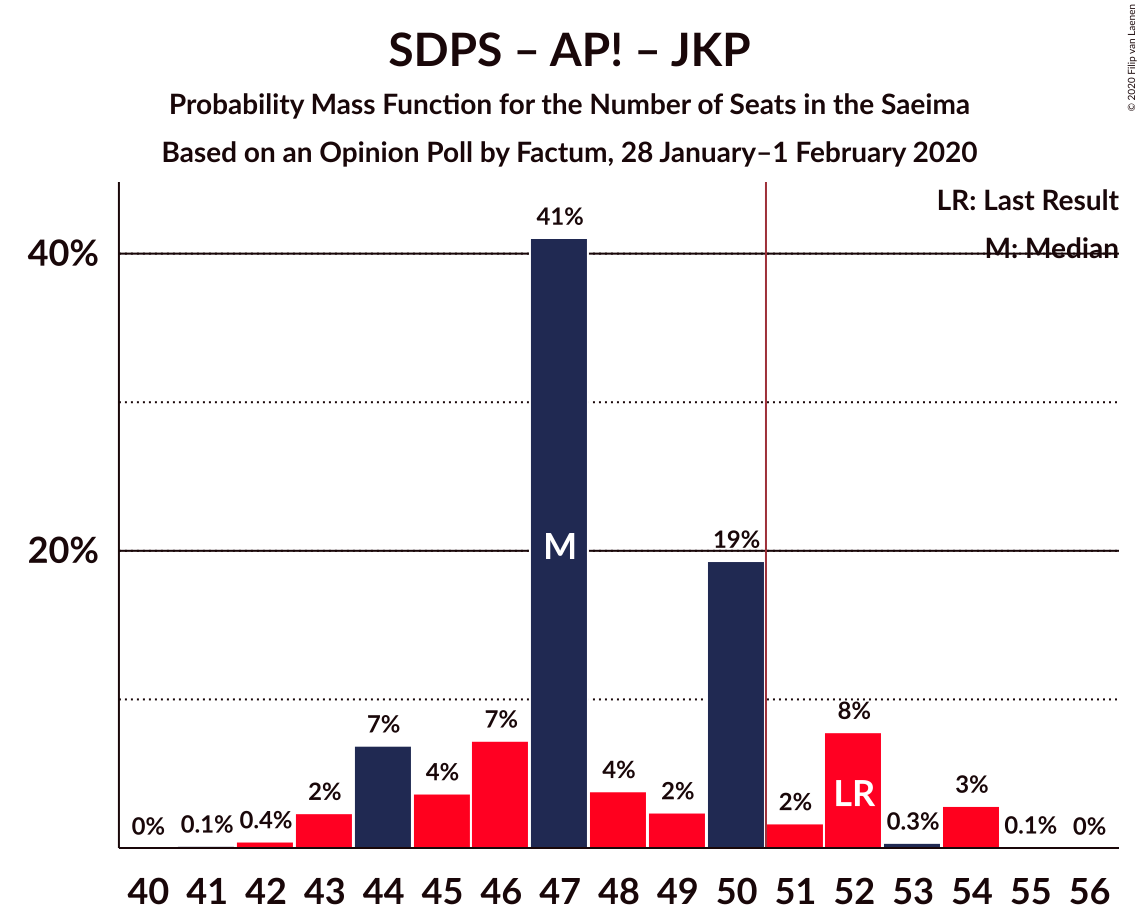 SDPS – AP! – JKP
Probability Mass Function for the Number of Seats in the Saeima
Based on an Opinion Poll by Factum, 28 January–1 February 2020
© 2020 Filip van Laenen
LR: Last Result
M: Median
40%
20%
0%
0.1%
0.4%
2%
7%
4%
7%
41%
4%
2%
19%
2%
8%
0.3%
3%
0.1%
0%
M
LR
40 41 42 43 44 45 46 47 48 49 50 51 52 53 54 55 56